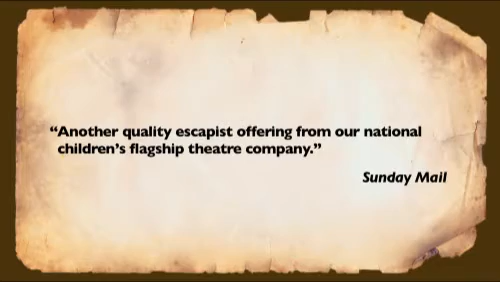 “Another quality escapist offering from our national
children’s flagship theatre company.”
Sunday Mail